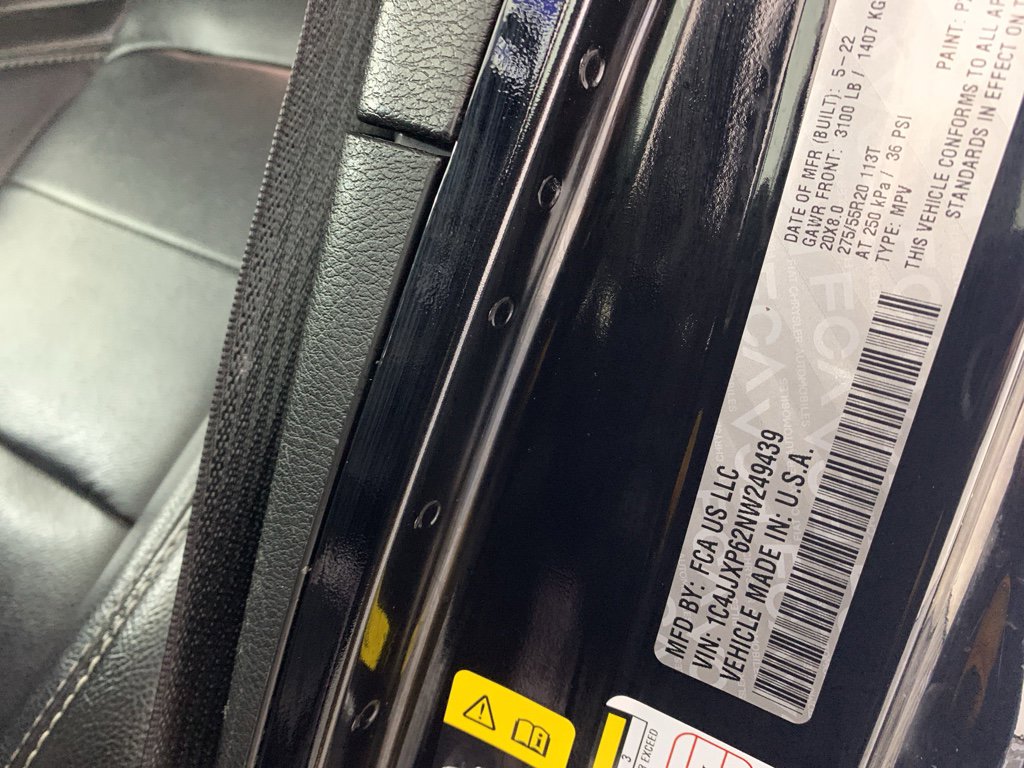 MFD BY: FCA US LLC
DATE OF MFR (BUILT): 5-22
GAWR FRONT: 3100 LB / 1407 KG
20X8.0
275/55R20 113T
AT 250 kPa / 36 PSI
VIN: 1C4JJXP62NW249439
TYPE: MPV
VEHICLE MADE IN: U.S.A.
PAINT:
THIS VEHICLE CONFORMS TO ALL
STANDARDS IN EFFECT ON
3
EXCEED